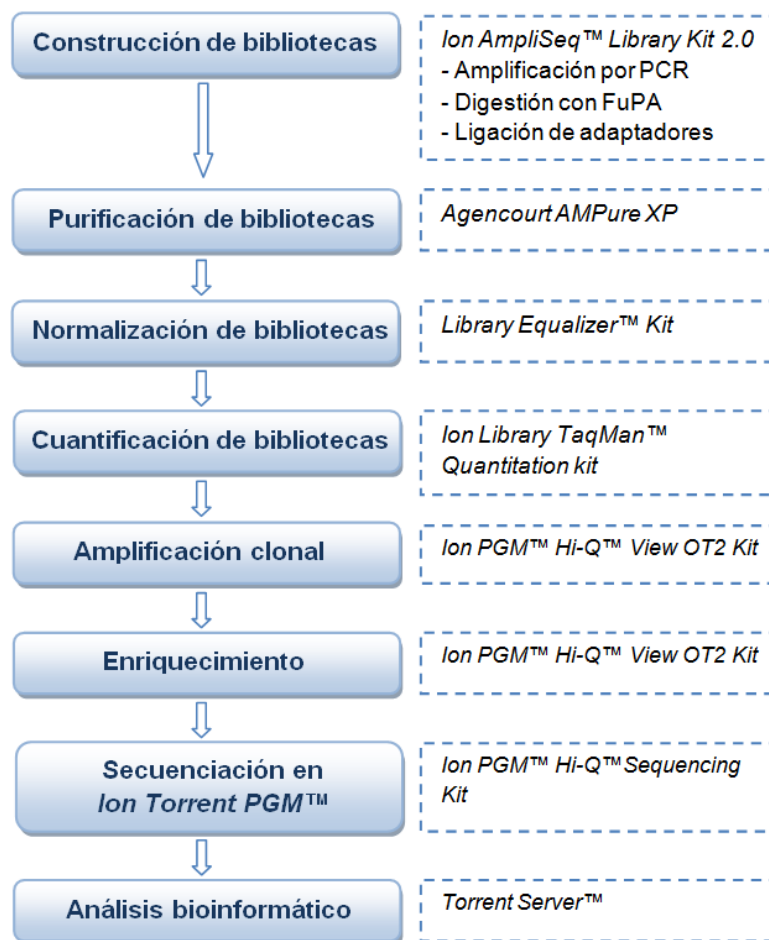 Construcción de bibliotecas
Ion AmpliSeq™ Library Kit 2.0
- Amplificación por PCR
- Digestión con FuPA
- Ligación de adaptadores
Purificación de bibliotecas
Agencourt AMPure XP
Normalización de bibliotecas
Library Equalizer™ Kit
Cuantificación de bibliotecas
Ion Library TaqMan™
Quantitation kit
Amplificación clonal
Ion PGM™ Hi-Q™ View OT2 Kit
Enriquecimiento
Ion PGM™ Hi-Q™ View OT2 Kit
Secuenciación en
Ion Torrent PGM™
Ion PGM™ Hi-Q™ Sequencing
Kit
Análisis bioinformático
Torrent Server™